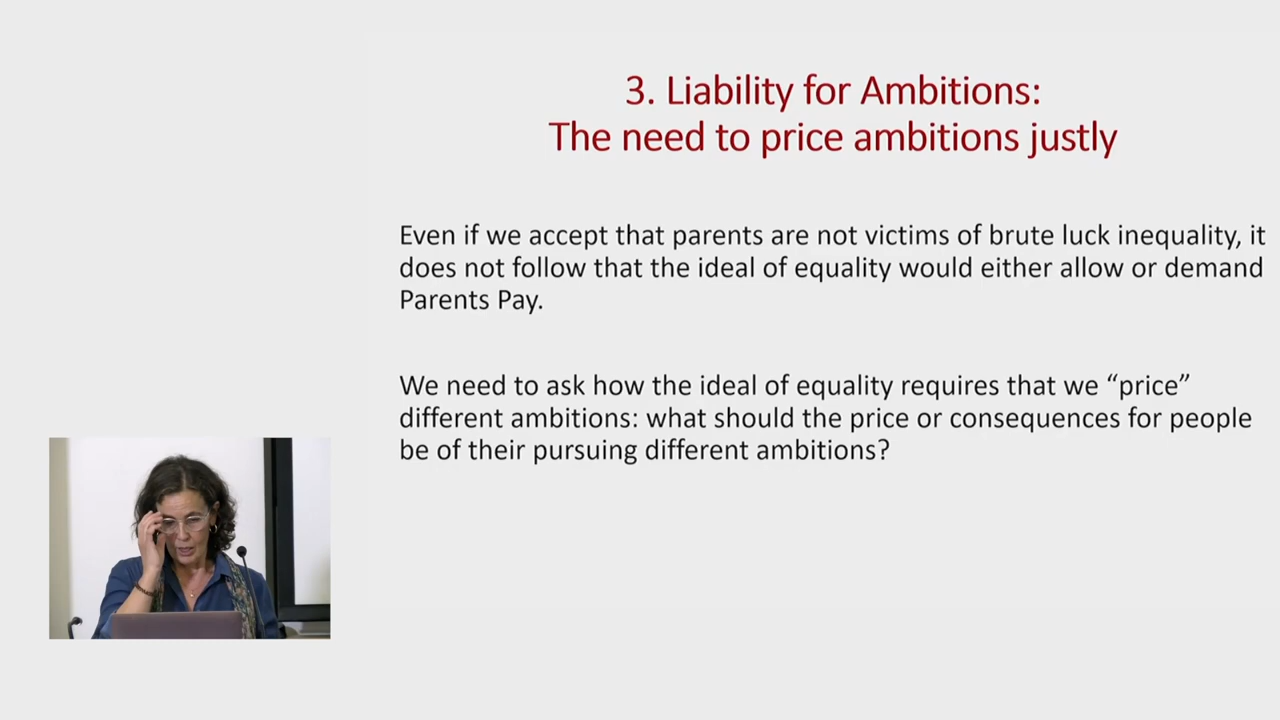 3. Liability for Ambitions:
The need to price ambitions justly
Even if we accept that parents are not victims of brute luck inequality, it
does not follow that the ideal of equality would either allow or demand
Parents Pay.
We need to ask how the ideal of equality requires that we “price”
different ambitions: what should the price or consequences for people
be of their pursuing different ambitions?